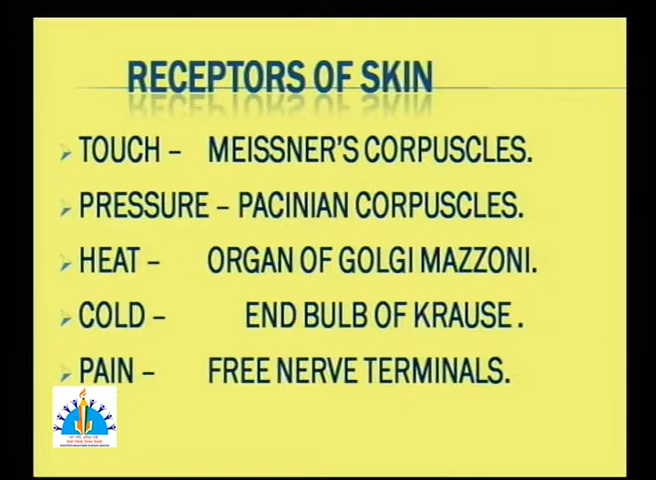 RECEPTORS OF SKIN
TOUCH – MEISSNER'S CORPUSCLES.
PRESSURE – PACINIAN CORPUSCLES.
HEAT – ORGAN OF GOLGI MAZZONI.
COLD – END BULB OF KRAUSE .
PAIN – FREE NERVE TERMINALS.